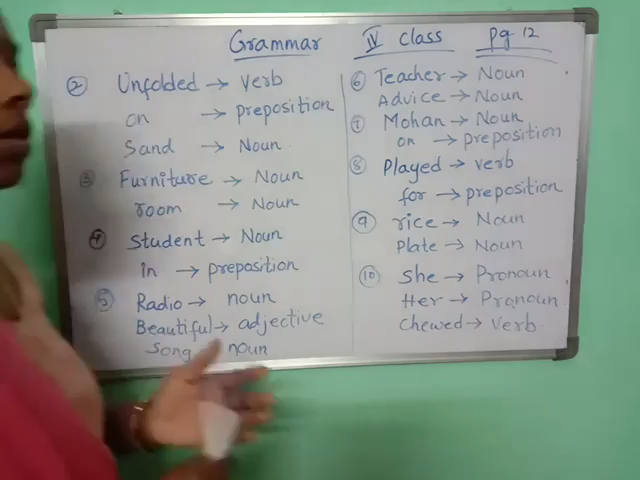 Grammar IV Class Pg 12
② Unfolded → verb
on → preposition
Sand → Noun
③ Furniture → Noun
room → Noun
④ Student → Noun
in → preposition
⑤ Radio → noun
Beautiful → adjective
Song noun
⑥ Teacher → Noun
Advice → Noun
⑦ Mohan → Noun
on → preposition
⑧ Played → verb
for → preposition
⑨ rice → Noun
Plate → Noun
⑩ She → Pronoun
Her → Pronoun
Chewed → verb